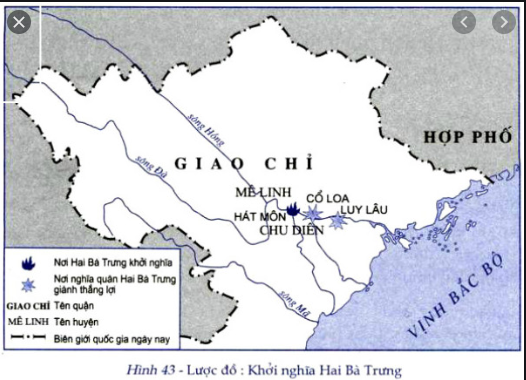 sông Hồng
HỢP PHỐ
sông Đà
GIAO CHỈ
MÊ LINH
CỔ LOA
LUY LÂU
HÁT MÔN
CHU DIÊN
VỊNH BẮC BỘ
sông Mã
Nơi Hai Bà Trưng khởi nghĩa
Nơi nghĩa quân Hai Bà Trưng
giành thắng lợi
GIAO CHỈ Tên quận
MÊ LINH Tên huyện
Biên giới quốc gia ngày nay
Hình 43 - Lược đồ : Khởi nghĩa Hai Bà Trưng